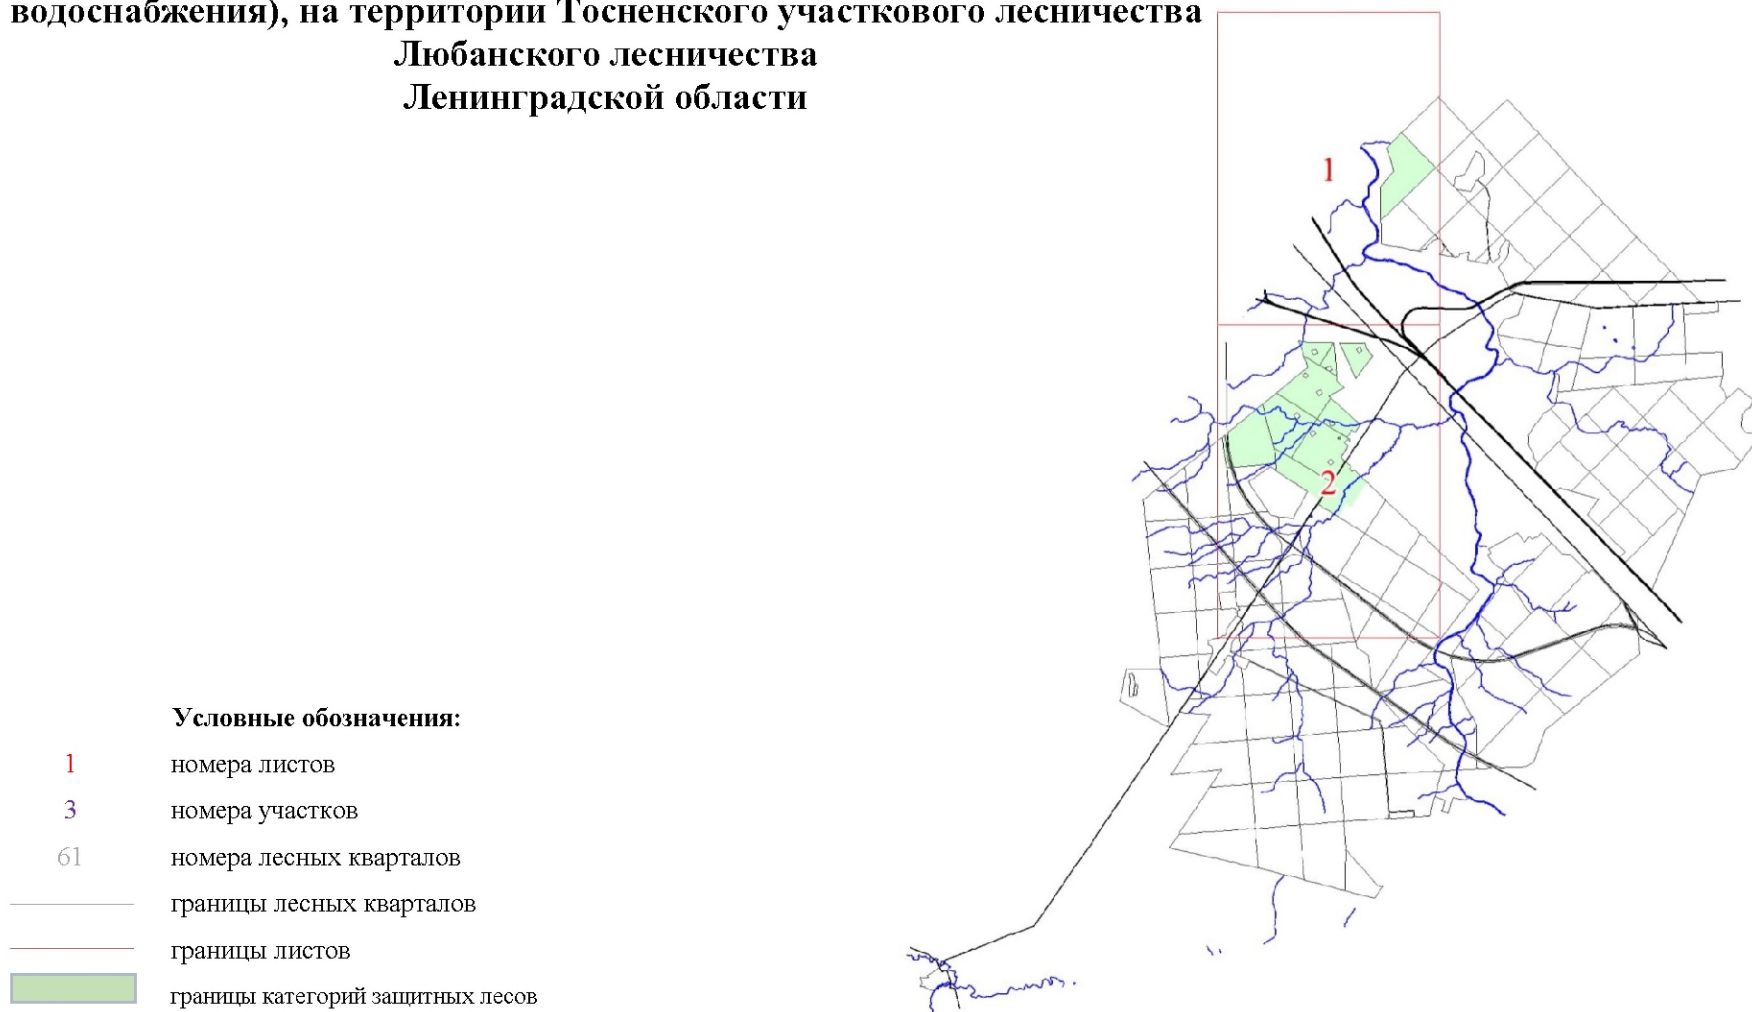 водоснабжения), на территории Тосненского участкового лесничества
Любанского лесничества
Ленинградской области
1
2
Условные обозначения:
1 номера листов
3 номера участков
61 номера лесных кварталов
границы лесных кварталов
границы листов
границы категорий защитных лесов